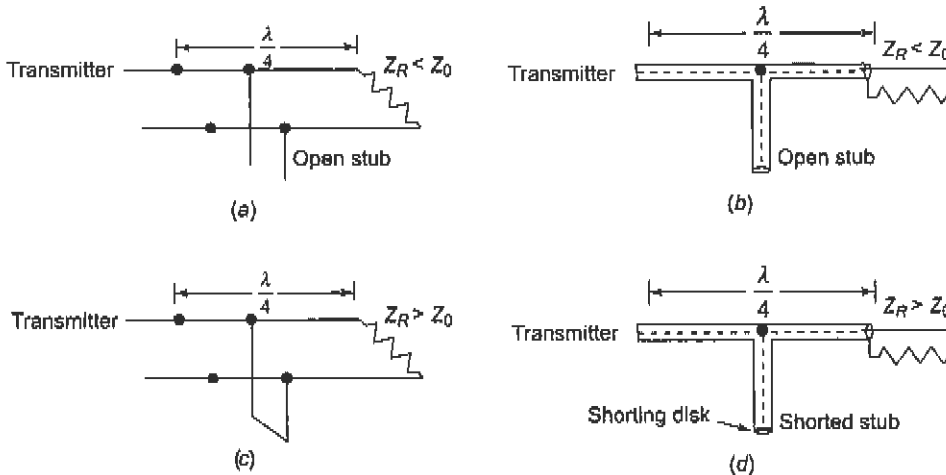 λ
4
Transmitter
Z_R < Z_0
Open stub
(a)
λ
4
Transmitter
Z_R < Z_0
Open stub
(b)
λ
4
Transmitter
Z_R > Z_0
(c)
λ
4
Transmitter
Z_R > Z_0
Shorting disk
Shorted stub
(d)